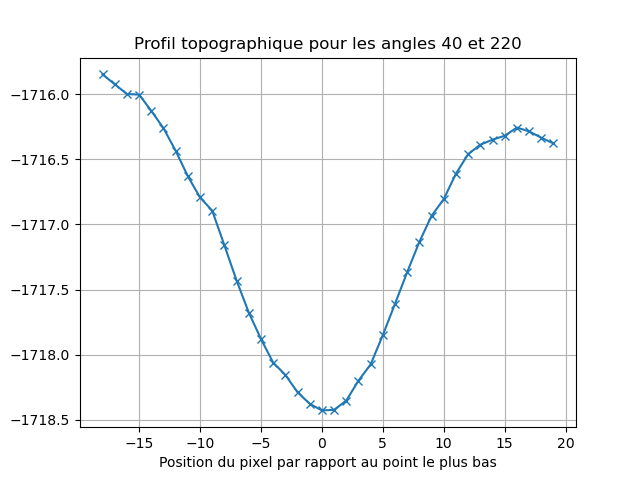 Profil topographique pour les angles 40 et 220
−1716.0
−1716.5
−1717.0
−1717.5
−1718.0
−1718.5
−15 −10 −5 0 5 10 15 20
Position du pixel par rapport au point le plus bas